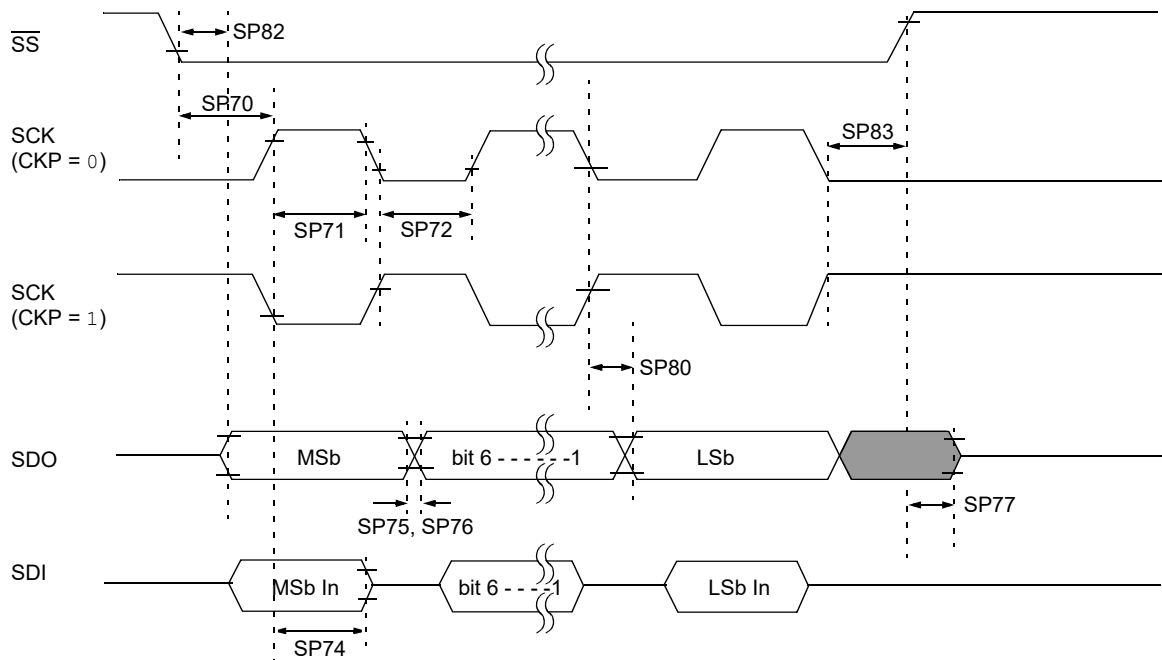 SS
SP82
SP70
SCK
(CKP = 0)
SP83
SP71
SP72
SCK
(CKP = 1)
SP80
SDO
MSb
bit 6 - - - - - -1
LSb
SP75, SP76
SP77
SDI
MSb In
bit 6 - - - - -1
LSb In
SP74